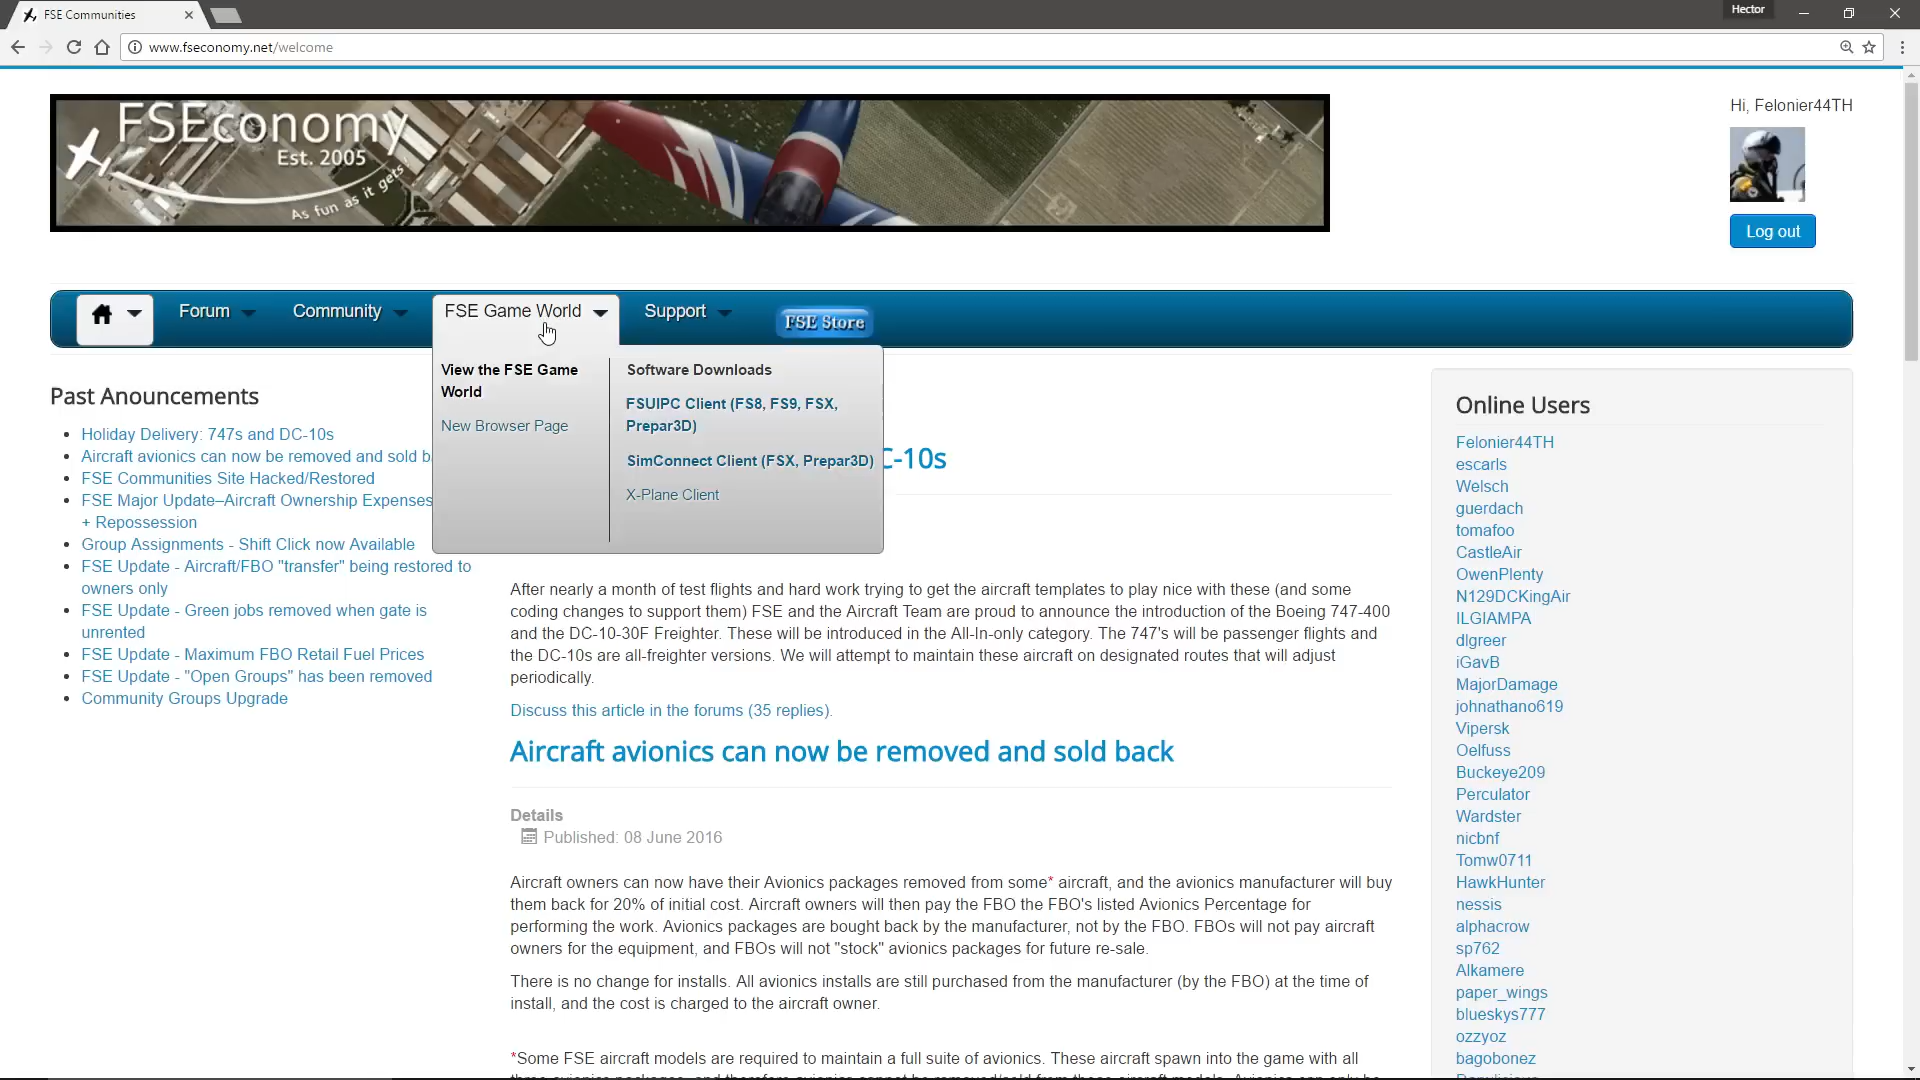 FSE Communities
Hector
www.fseconomy.net/welcome
FSEconomy
Est. 2005
As fun as it gets
Hi, Felonier44TH
Log out
Forum
Community
FSE Game World
Support
FSE Store
View the FSE Game
World
New Browser Page
Software Downloads
FSUIPC Client (FS8, FS9, FSX,
Prepar3D)
SimConnect Client (FSX, Prepar3D)
X-Plane Client
Past Anouncements
Holiday Delivery: 747s and DC-10s
Aircraft avionics can now be removed and sold b
FSE Communities Site Hacked/Restored
FSE Major Update–Aircraft Ownership Expenses
+ Repossession
Group Assignments - Shift Click now Available
FSE Update - Aircraft/FBO "transfer" being restored to
owners only
FSE Update - Green jobs removed when gate is
unrented
FSE Update - Maximum FBO Retail Fuel Prices
FSE Update - "Open Groups" has been removed
Community Groups Upgrade
C-10s
After nearly a month of test flights and hard work trying to get the aircraft templates to play nice with these (and some
coding changes to support them) FSE and the Aircraft Team are proud to announce the introduction of the Boeing 747-400
and the DC-10-30F Freighter. These will be introduced in the All-In-only category. The 747's will be passenger flights and
the DC-10s are all-freighter versions. We will attempt to maintain these aircraft on designated routes that will adjust
periodically.
Discuss this article in the forums (35 replies).
Aircraft avionics can now be removed and sold back
Details
Published: 08 June 2016
Aircraft owners can now have their Avionics packages removed from some* aircraft, and the avionics manufacturer will buy
them back for 20% of initial cost. Aircraft owners will then pay the FBO the FBO's listed Avionics Percentage for
performing the work. Avionics packages are bought back by the manufacturer, not by the FBO. FBOs will not pay aircraft
owners for the equipment, and FBOs will not "stock" avionics packages for future re-sale.
There is no change for installs. All avionics installs are still purchased from the manufacturer (by the FBO) at the time of
install, and the cost is charged to the aircraft owner.
*Some FSE aircraft models are required to maintain a full suite of avionics. These aircraft spawn into the game with all
Online Users
Felonier44TH
escarls
Welsch
guerdach
tomafoo
CastleAir
OwenPlenty
N129DCKingAir
ILGIAMPA
dlgreer
iGavB
MajorDamage
johnathano619
Vipersk
Oelfuss
Buckeye209
Perculator
Wardster
nicbnf
Tomw0711
HawkHunter
nessis
alphacrow
sp762
Alkamere
paper_wings
blueskys777
ozzyoz
bagobonez